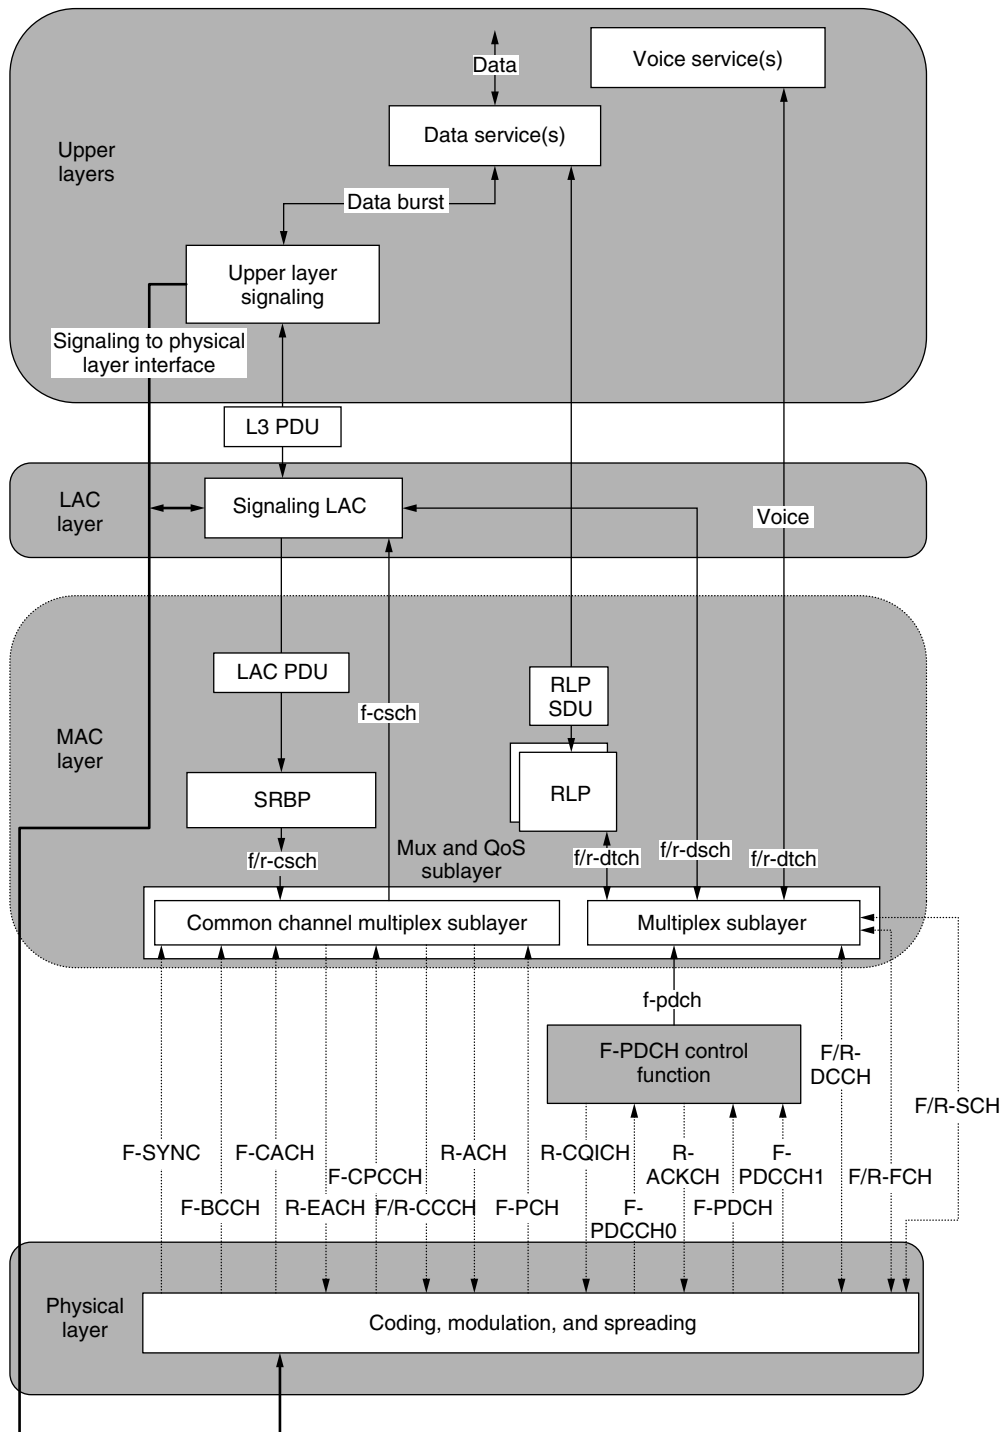 Voice service(s)
Data
Data service(s)
Upper
layers
Data burst
Upper layer
signaling
Signaling to physical
layer interface
L3 PDU
LAC
layer
Signaling LAC
Voice
LAC PDU
RLP
SDU
f-csch
MAC
layer
SRBP
RLP
Mux and QoS
sublayer
f/r-csch
f/r-dtch
f/r-dsch
f/r-dtch
Common channel multiplex sublayer
Multiplex sublayer
f-pdch
F-PDCH control
function
F/R-
DCCH
F/R-SCH
F-SYNC
F-CACH
F-CPCCH
R-ACH
R-CQICH
R-
ACKCH
F-
PDCCH1
F/R-FCH
F-BCCH
R-EACH
F/R-CCCH
F-PCH
F-
PDCCH0
F-PDCH
Physical
layer
Coding, modulation, and spreading